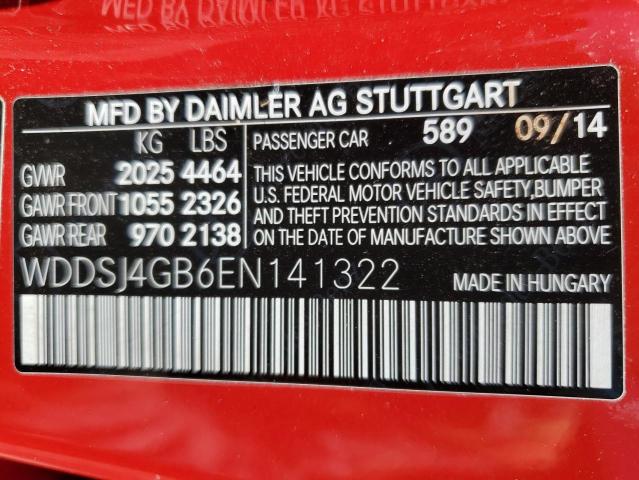 MFD BY DAIMLER AG STUTTGART
KG LBS
GVWR 2025 4464
GAWR FRONT 1055 2326
GAWR REAR 970 2138
PASSENGER CAR 589 09/14
THIS VEHICLE CONFORMS TO ALL APPLICABLE
U.S. FEDERAL MOTOR VEHICLE SAFETY, BUMPER
AND THEFT PREVENTION STANDARDS IN EFFECT
ON THE DATE OF MANUFACTURE SHOWN ABOVE.
WDDSJ4GB6EN141322
MADE IN HUNGARY